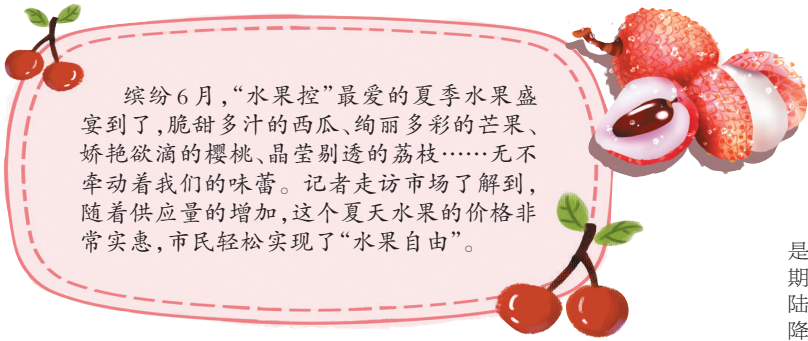 缤纷6月,“水果控”最爱的夏季水果盛
宴到了,脆甜多汁的西瓜、绚丽多彩的芒果、
娇艳欲滴的樱桃、晶莹剔透的荔枝……无不
牵动着我们的味蕾。记者走访市场了解到,
随着供应量的增加,这个夏天水果的价格非
常实惠,市民轻松实现了“水果自由”。
是
期
陆
降